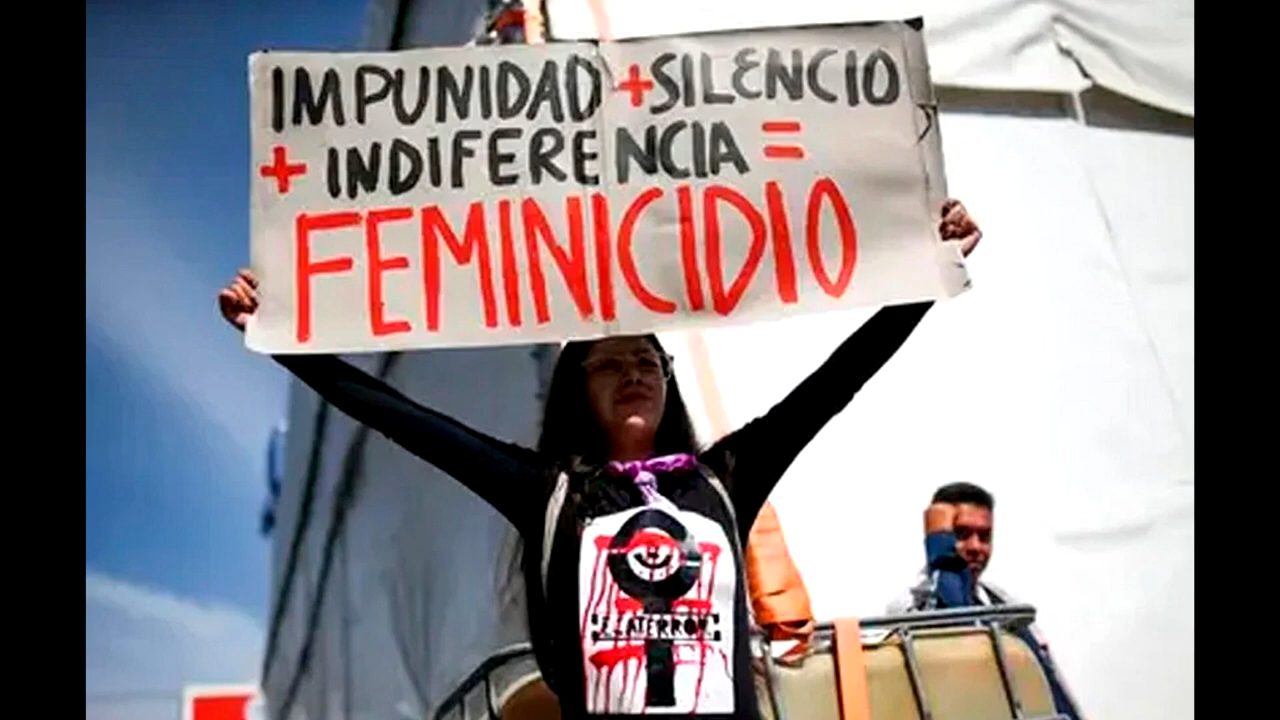 IMPUNIDAD + SILENCIO
+ INDIFERENCIA =
FEMINICIDIO